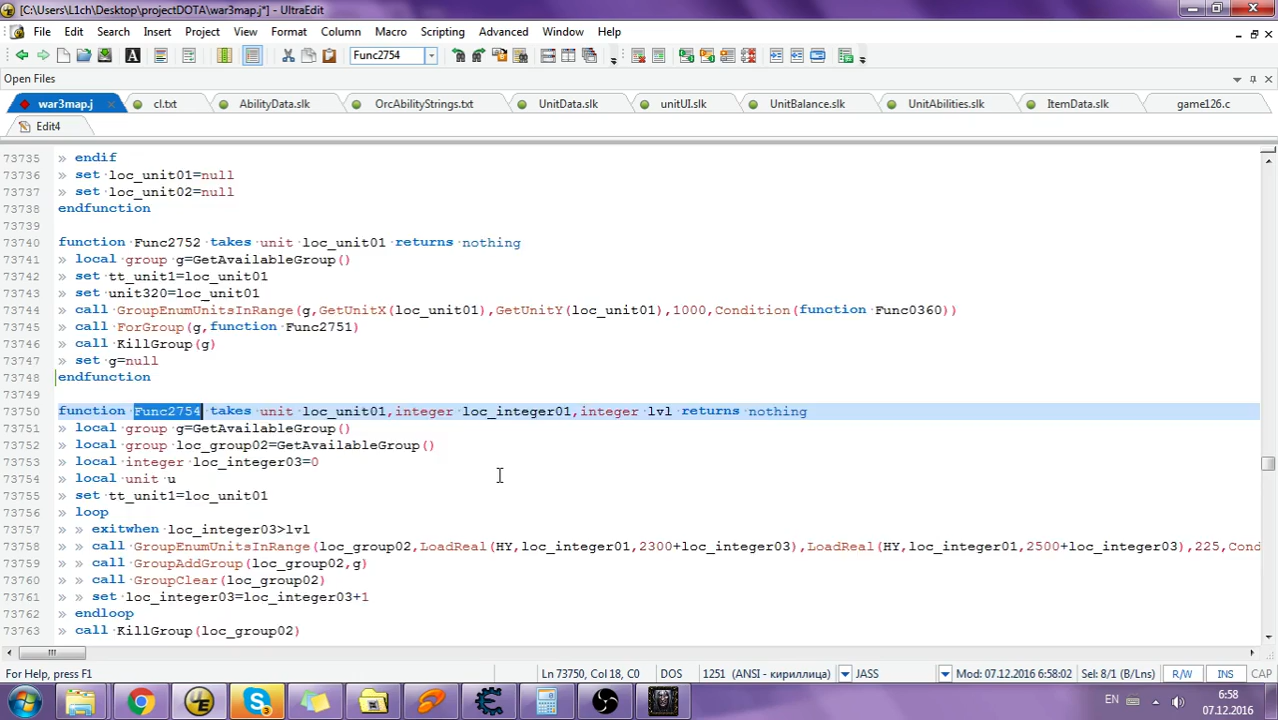 [C:\Users\L1ch\Desktop\projectDOTA\war3map.j*] - UltraEdit
File Edit Search Insert Project View Format Column Macro Scripting Advanced Window Help
A Func2754
Open Files
war3map.j cl.txt AbilityData.slk OrcAbilityStrings.txt UnitData.slk unitUI.slk UnitBalance.slk UnitAbilities.slk ItemData.slk game126.c
Edit4
73735 » endif
73736 » set loc_unit01=null
73737 » set loc_unit02=null
73738 endfunction
73739
73740 function Func2752 takes unit loc_unit01 returns nothing
73741 » local group g=GetAvailableGroup()
73742 » set tt_unit1=loc_unit01
73743 » set unit320=loc_unit01
73744 » call GroupEnumUnitsInRange(g,GetUnitX(loc_unit01),GetUnitY(loc_unit01),1000,Condition(function Func0360))
73745 » call ForGroup(g,function Func2751)
73746 » call KillGroup(g)
73747 » set g=null
73748 endfunction
73749
73750 function Func2754 takes unit loc_unit01,integer loc_integer01,integer lvl returns nothing
73751 » local group g=GetAvailableGroup()
73752 » local group loc_group02=GetAvailableGroup()
73753 » local integer loc_integer03=0
73754 » local unit u
73755 » set tt_unit1=loc_unit01
73756 » loop
73757 » » exitwhen loc_integer03>lvl
73758 » » call GroupEnumUnitsInRange(loc_group02,LoadReal(HY,loc_integer01,2300+loc_integer03),LoadReal(HY,loc_integer01,2500+loc_integer03),225,Cond
73759 » » call GroupAddGroup(loc_group02,g)
73760 » » call GroupClear(loc_group02)
73761 » » set loc_integer03=loc_integer03+1
73762 » endloop
73763 » call KillGroup(loc_group02)
For Help, press F1 Ln 73750, Col 18, C0 DOS 1251 (ANSI - кириллица) JASS Mod: 07.12.2016 6:58:02 Sel: 8/1 (B/Lns) R/W INS CAP
EN 6:58
07.12.2016